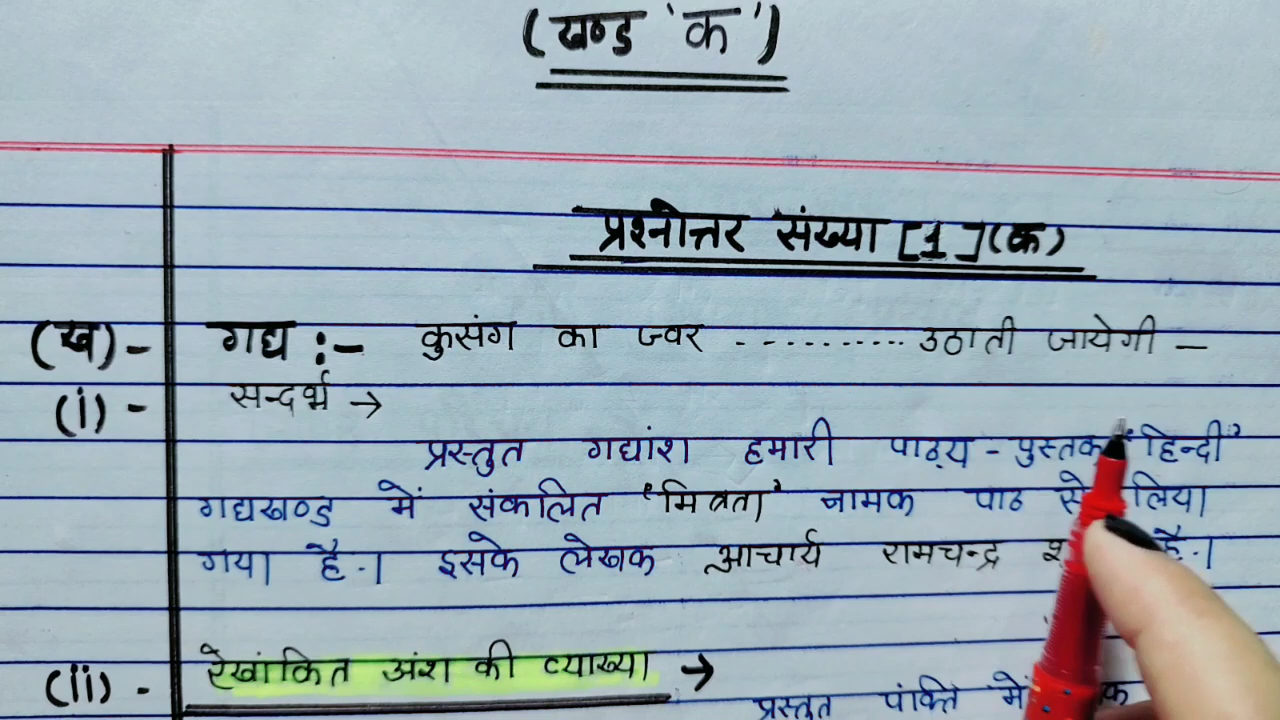 (खण्ड 'क')
प्रश्नोत्तर संख्या [1](क)
(ख)- गद्य :- कुसंग का ज्वर ........... उठाती जायेगी -
(i) - सन्दर्भ →
प्रस्तुत गद्यांश हमारी पाठ्य-पुस्तक "हिन्दी"
गद्यखण्ड में संकलित "मित्रता" नामक पाठ से लिया
गया है। इसके लेखक आचार्य रामचन्द्र है।
(ii) - रेखांकित अंश की व्याख्या →
प्रस्तुत पंक्ति में